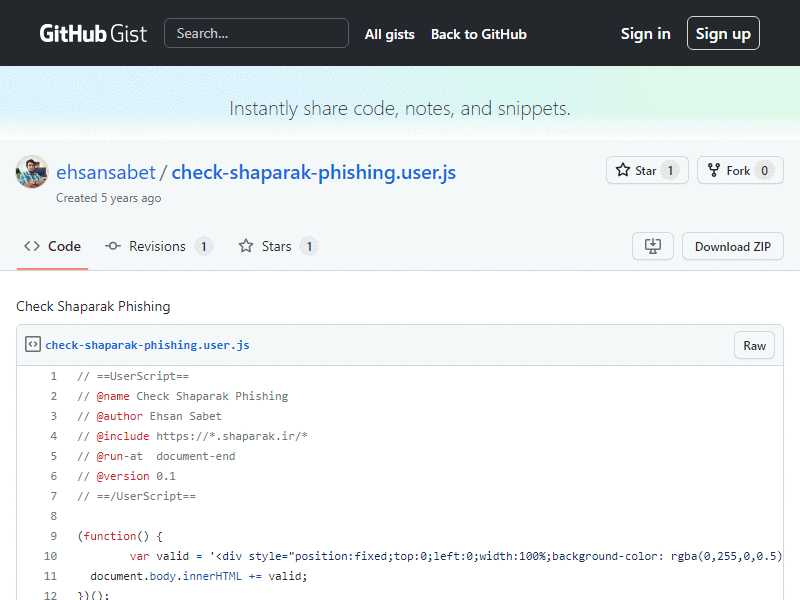 GitHub Gist Search... All gists Back to GitHub Sign in Sign up
Instantly share code, notes, and snippets.
ehsansabet / check-shaparak-phishing.user.js Star 1 Fork 0
Created 5 years ago
Code Revisions 1 Stars 1 Download ZIP
Check Shaparak Phishing
check-shaparak-phishing.user.js Raw
1 // ==UserScript==
2 // @name Check Shaparak Phishing
3 // @author Ehsan Sabet
4 // @include https://*.shaparak.ir/*
5 // @run-at  document-end
6 // @version 0.1
7 // ==/UserScript==
8
9 (function() {
10         var valid = '<div style="position:fixed;top:0;left:0;width:100%;background-color: rgba(0,255,0,0.5)
11   document.body.innerHTML += valid;
12 })();